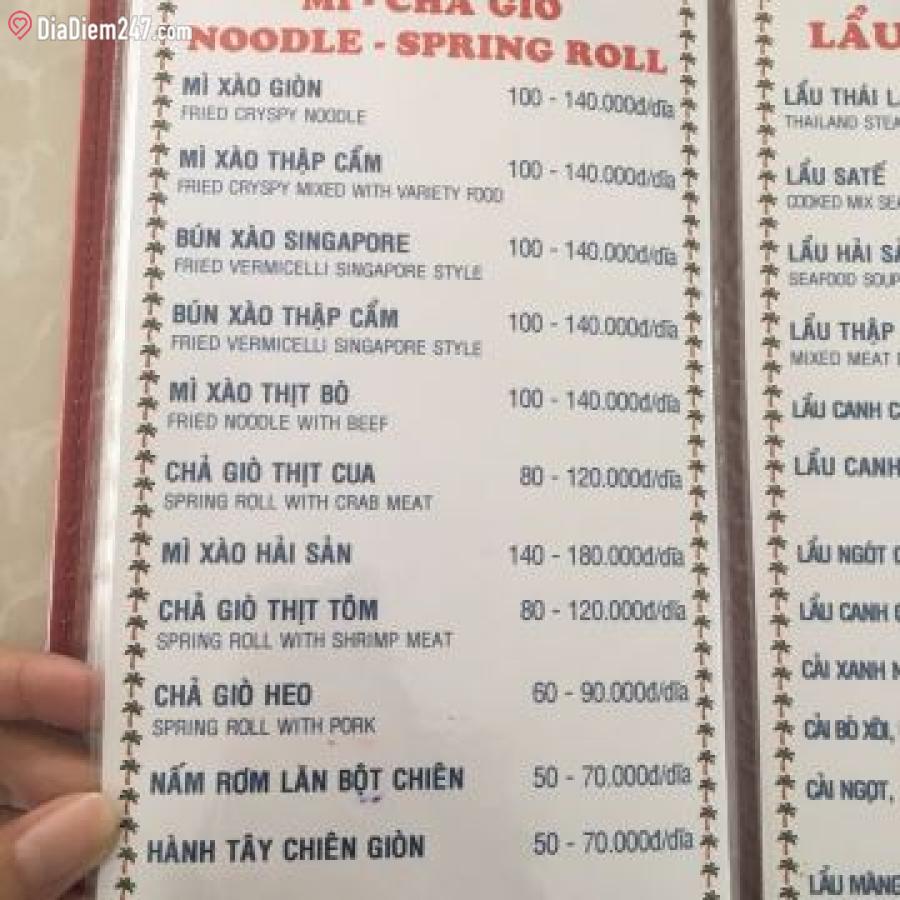 DiaDiem247.com
MÌ - CHẢ GIÒ
NOODLE - SPRING ROLL
MÌ XÀO GIÒN 100 - 140.000đ/dĩa
FRIED CRYSPY NOODLE
MÌ XÀO THẬP CẨM 100 - 140.000đ/dĩa
FRIED CRYSPY MIXED WITH VARIETY FOOD
BÚN XÀO SINGAPORE 100 - 140.000đ/dĩa
FRIED VERMICELLI SINGAPORE STYLE
BÚN XÀO THẬP CẨM 100 - 140.000đ/dĩa
FRIED VERMICELLI SINGAPORE STYLE
MÌ XÀO THỊT BÒ 100 - 140.000đ/dĩa
FRIED NOODLE WITH BEEF
CHẢ GIÒ THỊT CUA 80 - 120.000đ/dĩa
SPRING ROLL WITH CRAB MEAT
MÌ XÀO HẢI SẢN 140 - 180.000đ/dĩa
CHẢ GIÒ THỊT TÔM 80 - 120.000đ/dĩa
SPRING ROLL WITH SHRIMP MEAT
CHẢ GIÒ HEO 60 - 90.000đ/dĩa
SPRING ROLL WITH PORK
NẤM RƠM LĂN BỘT CHIÊN 50 - 70.000đ/dĩa
HÀNH TÂY CHIÊN GIÒN 50 - 70.000đ/dĩa
LẨU
LẨU THÁI
THAILAND
LẨU SATẾ
COOKED MIX
LẨU HẢI
SEAFOOD SOUP
LẨU THẬP
MIXED MEAT
LẨU CANH
LẨU CANH
LẨU NGÓT
LẨU CANH
CẢI XANH
CẢI BÒ XÔI,
CẢI NGỌT,
LẨU MĂNG